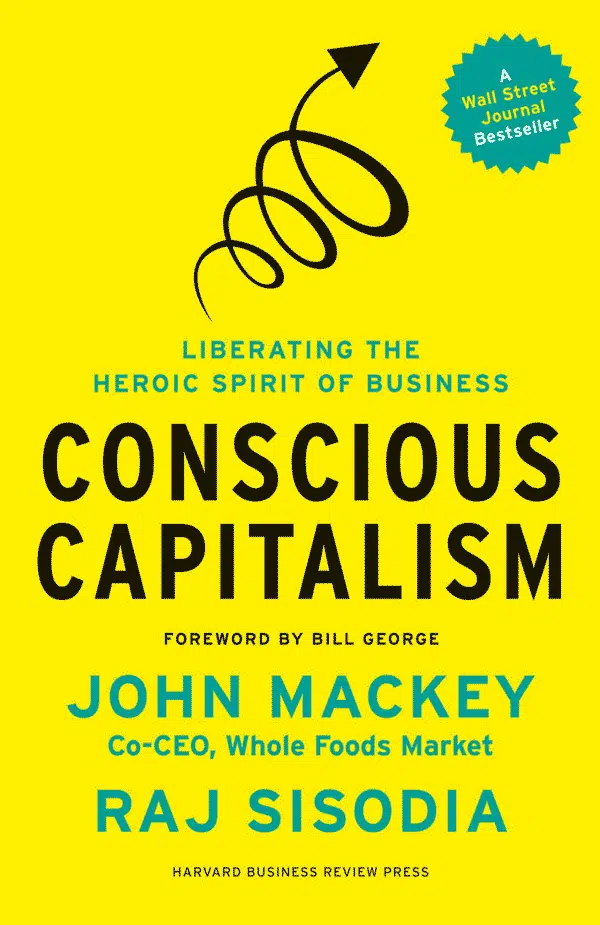 A
Wall Street
Journal
Bestseller
LIBERATING THE
HEROIC SPIRIT OF BUSINESS
CONSCIOUS
CAPITALISM
FOREWORD BY BILL GEORGE
JOHN MACKEY
Co-CEO, Whole Foods Market
RAJ SISODIA
HARVARD BUSINESS REVIEW PRESS